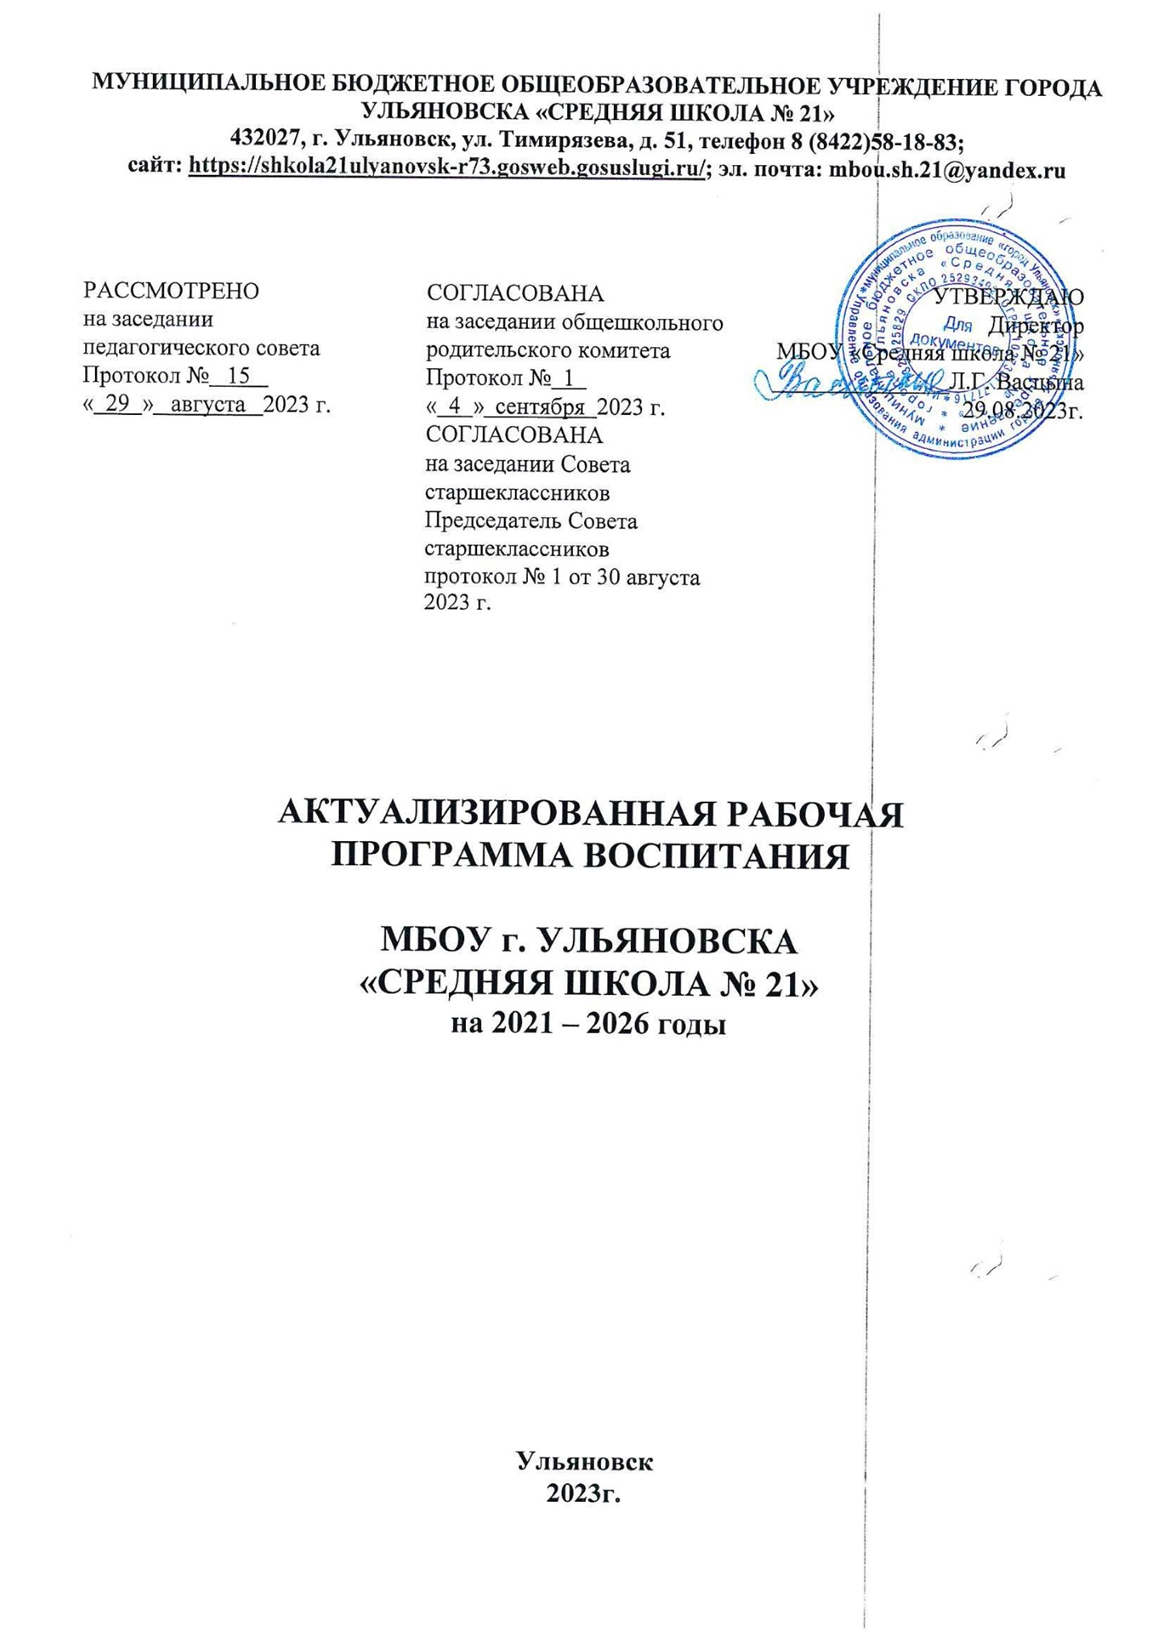 МУНИЦИПАЛЬНОЕ БЮДЖЕТНОЕ ОБЩЕОБРАЗОВАТЕЛЬНОЕ УЧРЕЖДЕНИЕ ГОРОДА
УЛЬЯНОВСКА «СРЕДНЯЯ ШКОЛА № 21»
432027, г. Ульяновск, ул. Тимирязева, д. 51, телефон 8 (8422)58-18-83;
сайт: https://shkola21ulyanovsk-r73.gosweb.gosuslugi.ru/; эл. почта: mbou.sh.21@yandex.ru
РАССМОТРЕНО
на заседании
педагогического совета
Протокол № 15
« 29 » августа 2023 г.
СОГЛАСОВАНА
на заседании общешкольного
родительского комитета
Протокол № 1
« 4 » сентября 2023 г.
СОГЛАСОВАНА
на заседании Совета
старшеклассников
Председатель Совета
старшеклассников
протокол № 1 от 30 августа
2023 г.
УТВЕРЖДАЮ
Директор
МБОУ «Средняя школа № 21»
Л.Г. Васяына
29.08.2023г.
Для
документов
АКТУАЛИЗИРОВАННАЯ РАБОЧАЯ
ПРОГРАММА ВОСПИТАНИЯ
МБОУ г. УЛЬЯНОВСКА
«СРЕДНЯЯ ШКОЛА № 21»
на 2021 – 2026 годы
Ульяновск
2023г.